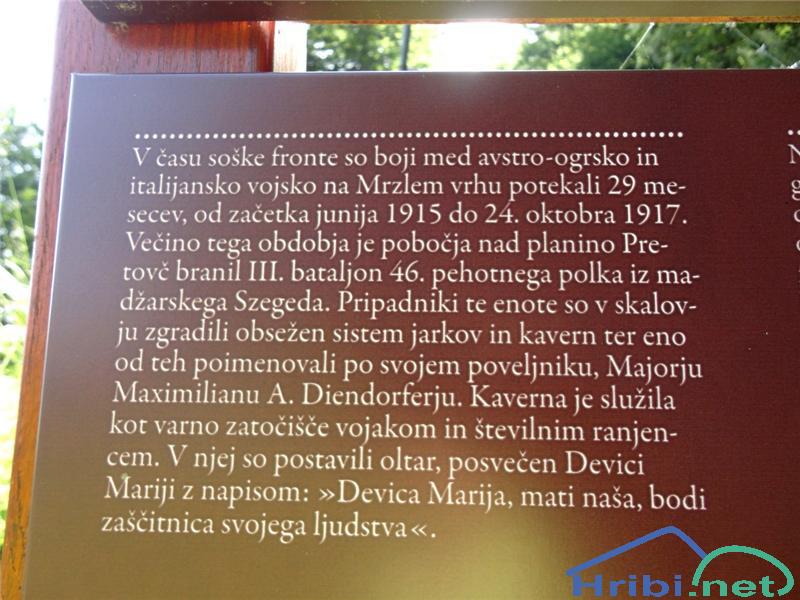 V času soške fronte so boji med avstro-ogrsko in
italijansko vojsko na Mrzlem vrhu potekali 29 me-
secev, od začetka junija 1915 do 24. oktobra 1917.
Večino tega obdobja je pobočja nad planino Pre-
tovč branil III. bataljon 46. pehotnega polka iz ma-
džarskega Szegeda. Pripadniki te enote so v skalov-
ju zgradili obsežen sistem jarkov in kavern ter eno
od teh poimenovali po svojem poveljniku, Majorju
Maximilianu A. Diendorferju. Kaverna je služila
kot varno zatočišče vojakom in številnim ranjen-
cem. V njej so postavili oltar, posvečen Devici
Mariji z napisom: »Devica Marija, mati naša, bodi
zaščitnica svojega ljudstva«.
Hribi.net